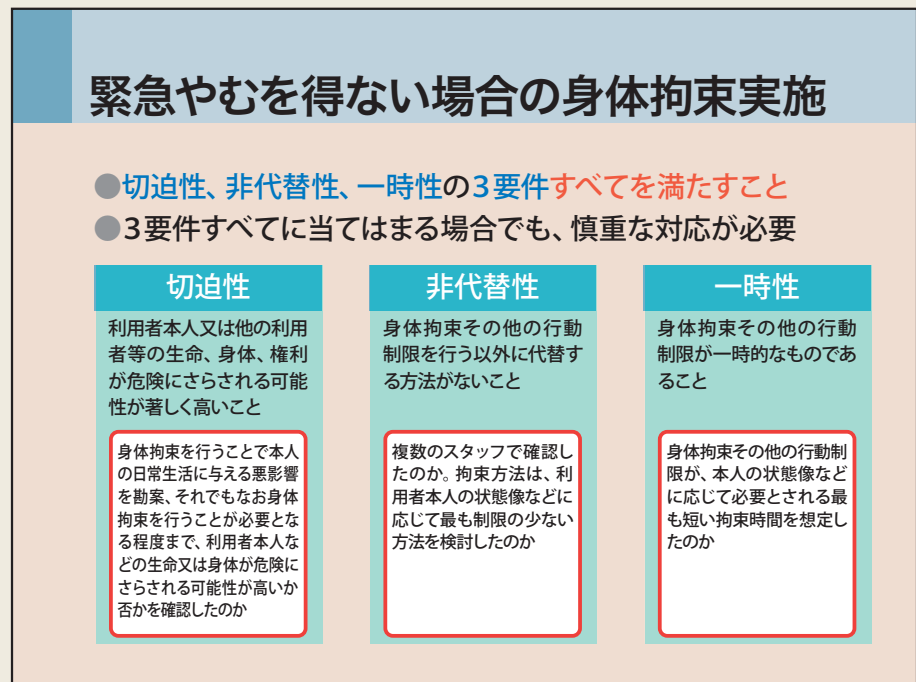 緊急やむを得ない場合の身体拘束実施
●切迫性、非代替性、一時性の3要件すべてを満たすこと
●3要件すべてに当てはまる場合でも、慎重な対応が必要
切迫性
利用者本人又は他の利用
者等の生命、身体、権利
が危険にさらされる可能
性が著しく高いこと
身体拘束を行うことで本人
の日常生活に与える悪影響
を勘案、それでもなお身体
拘束を行うことが必要とな
る程度まで、利用者本人な
どの生命又は身体が危険に
さらされる可能性が高いか
否かを確認したのか
非代替性
身体拘束その他の行動
制限を行う以外に代替す
る方法がないこと
複数のスタッフで確認し
たのか。拘束方法は、利
用者本人の状態像などに
応じて最も制限の少ない
方法を検討したのか
一時性
身体拘束その他の行動
制限が一時的なものであ
ること
身体拘束その他の行動制
限が、本人の状態像など
に応じて必要とされる最
も短い拘束時間を想定し
たのか